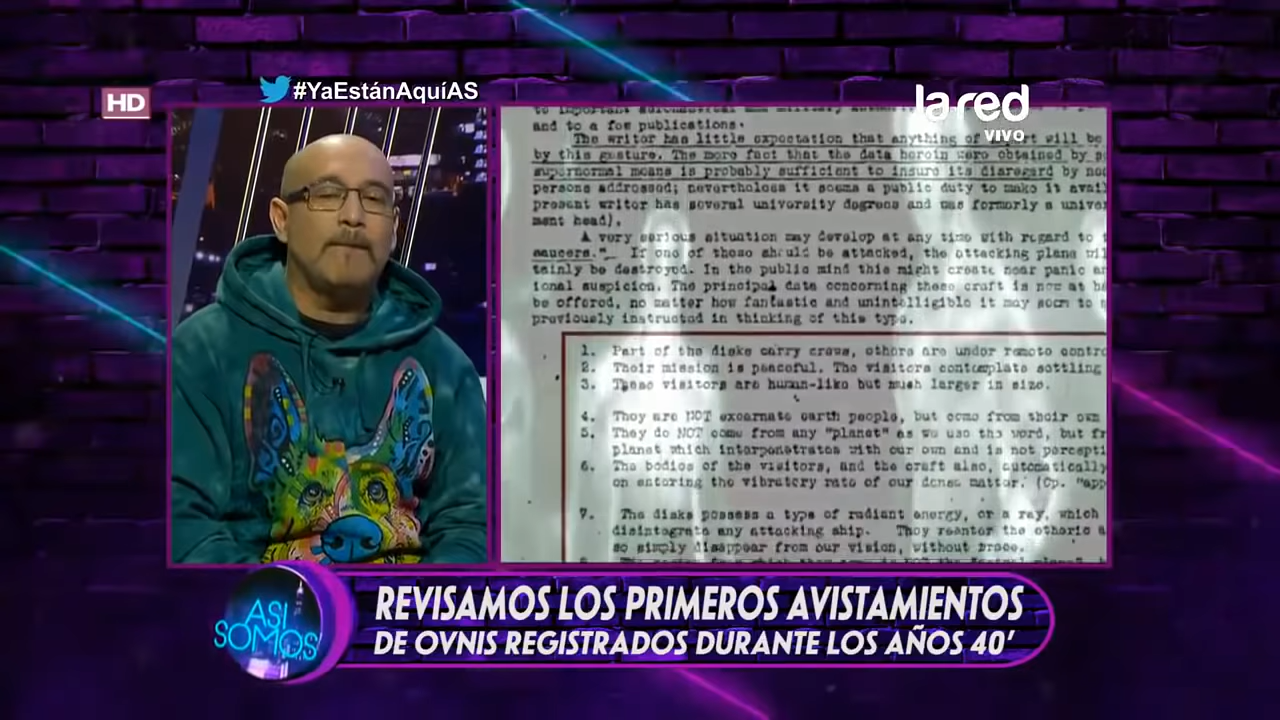 HD
#YaEstánAquíAS
la red
VIVO
and to a few publications.
The writer has little expectation that anything of
by this gesture. The more fact that the data herein were obtained by
supernormal means is probably sufficient to insure its disregard by
persons addressed; nevertheless it seems a public duty to make it
present writer has several university degrees and was formerly a
ment head).
A very serious situation may develop at any time with regard to
saucers." If one of these should be attacked, the attacking plane
tainly be destroyed. In the public mind this might create near panic
ional suspicion. The principal data concerning these craft is now at
be offered, no matter how fantastic and unintelligible it may seem to
previously instructed in thinking of this type.
1. Part of the disks carry crews, others are under remote
2. Their mission is peaceful. The visitors contemplate settling
3. These visitors are human-like but much larger in size.
4. They are NOT excarnate earth people, but come from their own
5. They do NOT come from any "planet" as we use the word, but
planet which interpenetrates with our own and is not
6. The bodies of the visitors, and the craft also, automatically
on entering the vibratory rate of our dense matter. (Cp.
7. The disks possess a type of radiant energy, or a ray, which
disintegrate any attacking ship. They reenter the etheric
so simply disappear from our vision, without trace.
ASI
SOMOS
REVISAMOS LOS PRIMEROS AVISTAMIENTOS
DE OVNIS REGISTRADOS DURANTE LOS AÑOS 40'